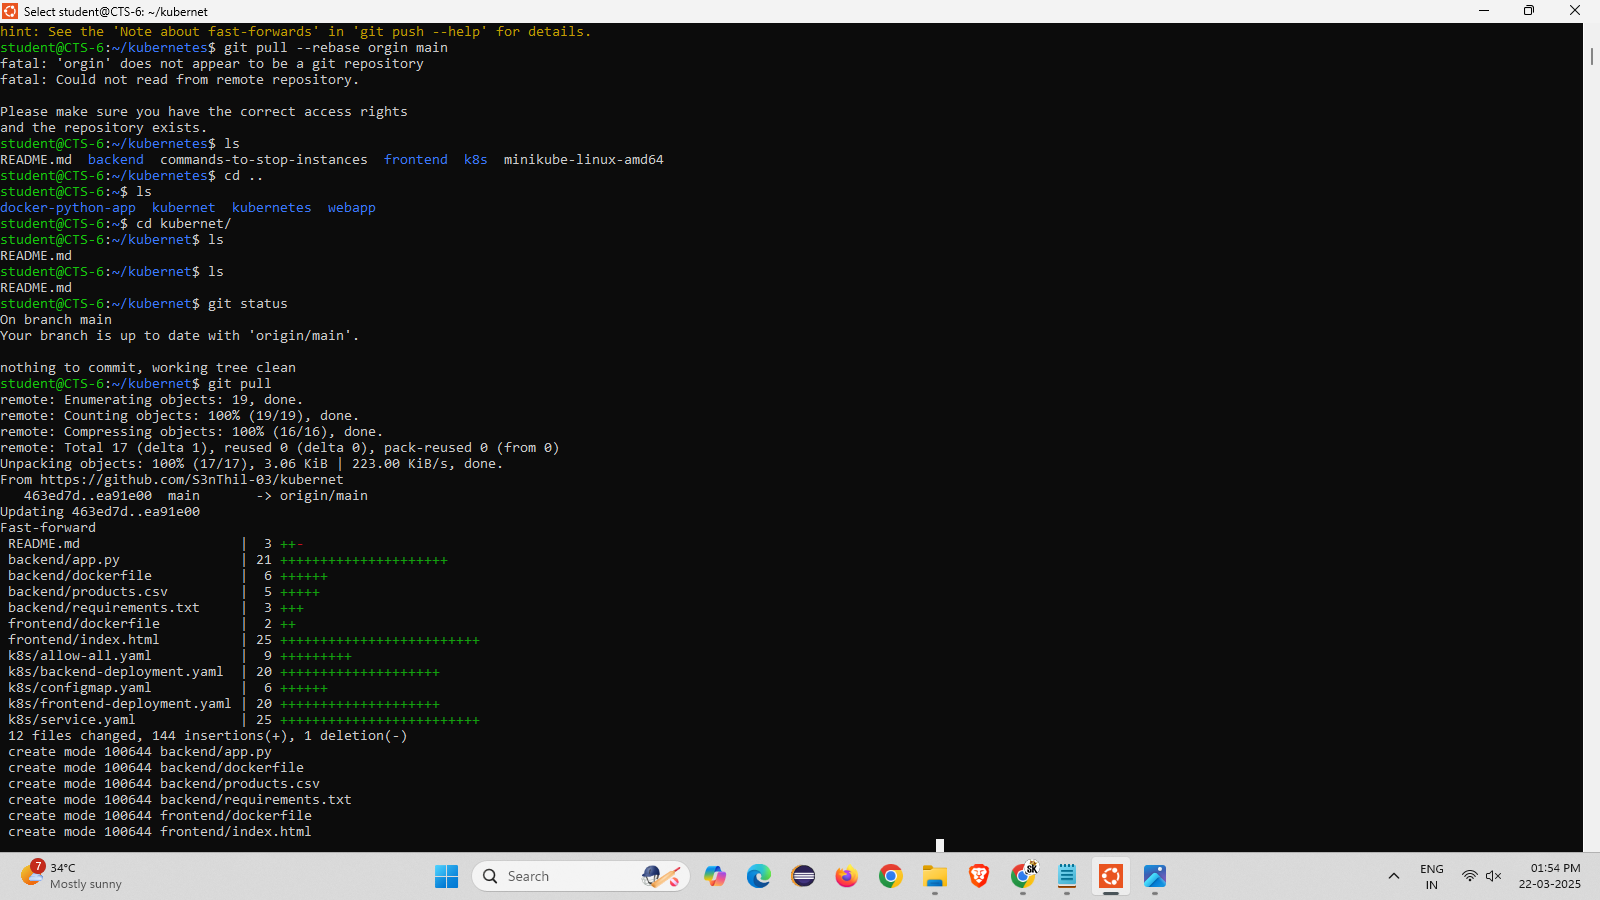 Select student@CTS-6: ~/kubernet
hint: See the 'Note about fast-forwards' in 'git push --help' for details.
student@CTS-6:~/kubernetes$ git pull --rebase orgin main
fatal: 'orgin' does not appear to be a git repository
fatal: Could not read from remote repository.
Please make sure you have the correct access rights
and the repository exists.
student@CTS-6:~/kubernetes$ ls
README.md  backend  commands-to-stop-instances  frontend  k8s  minikube-linux-amd64
student@CTS-6:~/kubernetes$ cd ..
student@CTS-6:~$ ls
docker-python-app  kubernet  kubernetes  webapp
student@CTS-6:~$ cd kubernet/
student@CTS-6:~/kubernet$ ls
README.md
student@CTS-6:~/kubernet$ ls
README.md
student@CTS-6:~/kubernet$ git status
On branch main
Your branch is up to date with 'origin/main'.
nothing to commit, working tree clean
student@CTS-6:~/kubernet$ git pull
remote: Enumerating objects: 19, done.
remote: Counting objects: 100% (19/19), done.
remote: Compressing objects: 100% (16/16), done.
remote: Total 17 (delta 1), reused 0 (delta 0), pack-reused 0 (from 0)
Unpacking objects: 100% (17/17), 3.06 KiB | 223.00 KiB/s, done.
From https://github.com/S3nThil-03/kubernet
   463ed7d..ea91e00  main       -> origin/main
Updating 463ed7d..ea91e00
Fast-forward
 README.md                    |  3 ++-
 backend/app.py               | 21 +++++++++++++++++++++
 backend/dockerfile           |  6 ++++++
 backend/products.csv         |  5 +++++
 backend/requirements.txt     |  3 +++
 frontend/dockerfile          |  2 ++
 frontend/index.html          | 25 +++++++++++++++++++++++++
 k8s/allow-all.yaml           |  9 +++++++++
 k8s/backend-deployment.yaml  | 20 ++++++++++++++++++++
 k8s/configmap.yaml           |  6 ++++++
 k8s/frontend-deployment.yaml | 20 ++++++++++++++++++++
 k8s/service.yaml             | 25 +++++++++++++++++++++++++
 12 files changed, 144 insertions(+), 1 deletion(-)
 create mode 100644 backend/app.py
 create mode 100644 backend/dockerfile
 create mode 100644 backend/products.csv
 create mode 100644 backend/requirements.txt
 create mode 100644 frontend/dockerfile
 create mode 100644 frontend/index.html
7
34°C
Mostly sunny
Search
SK
ENG
IN
01:54 PM
22-03-2025